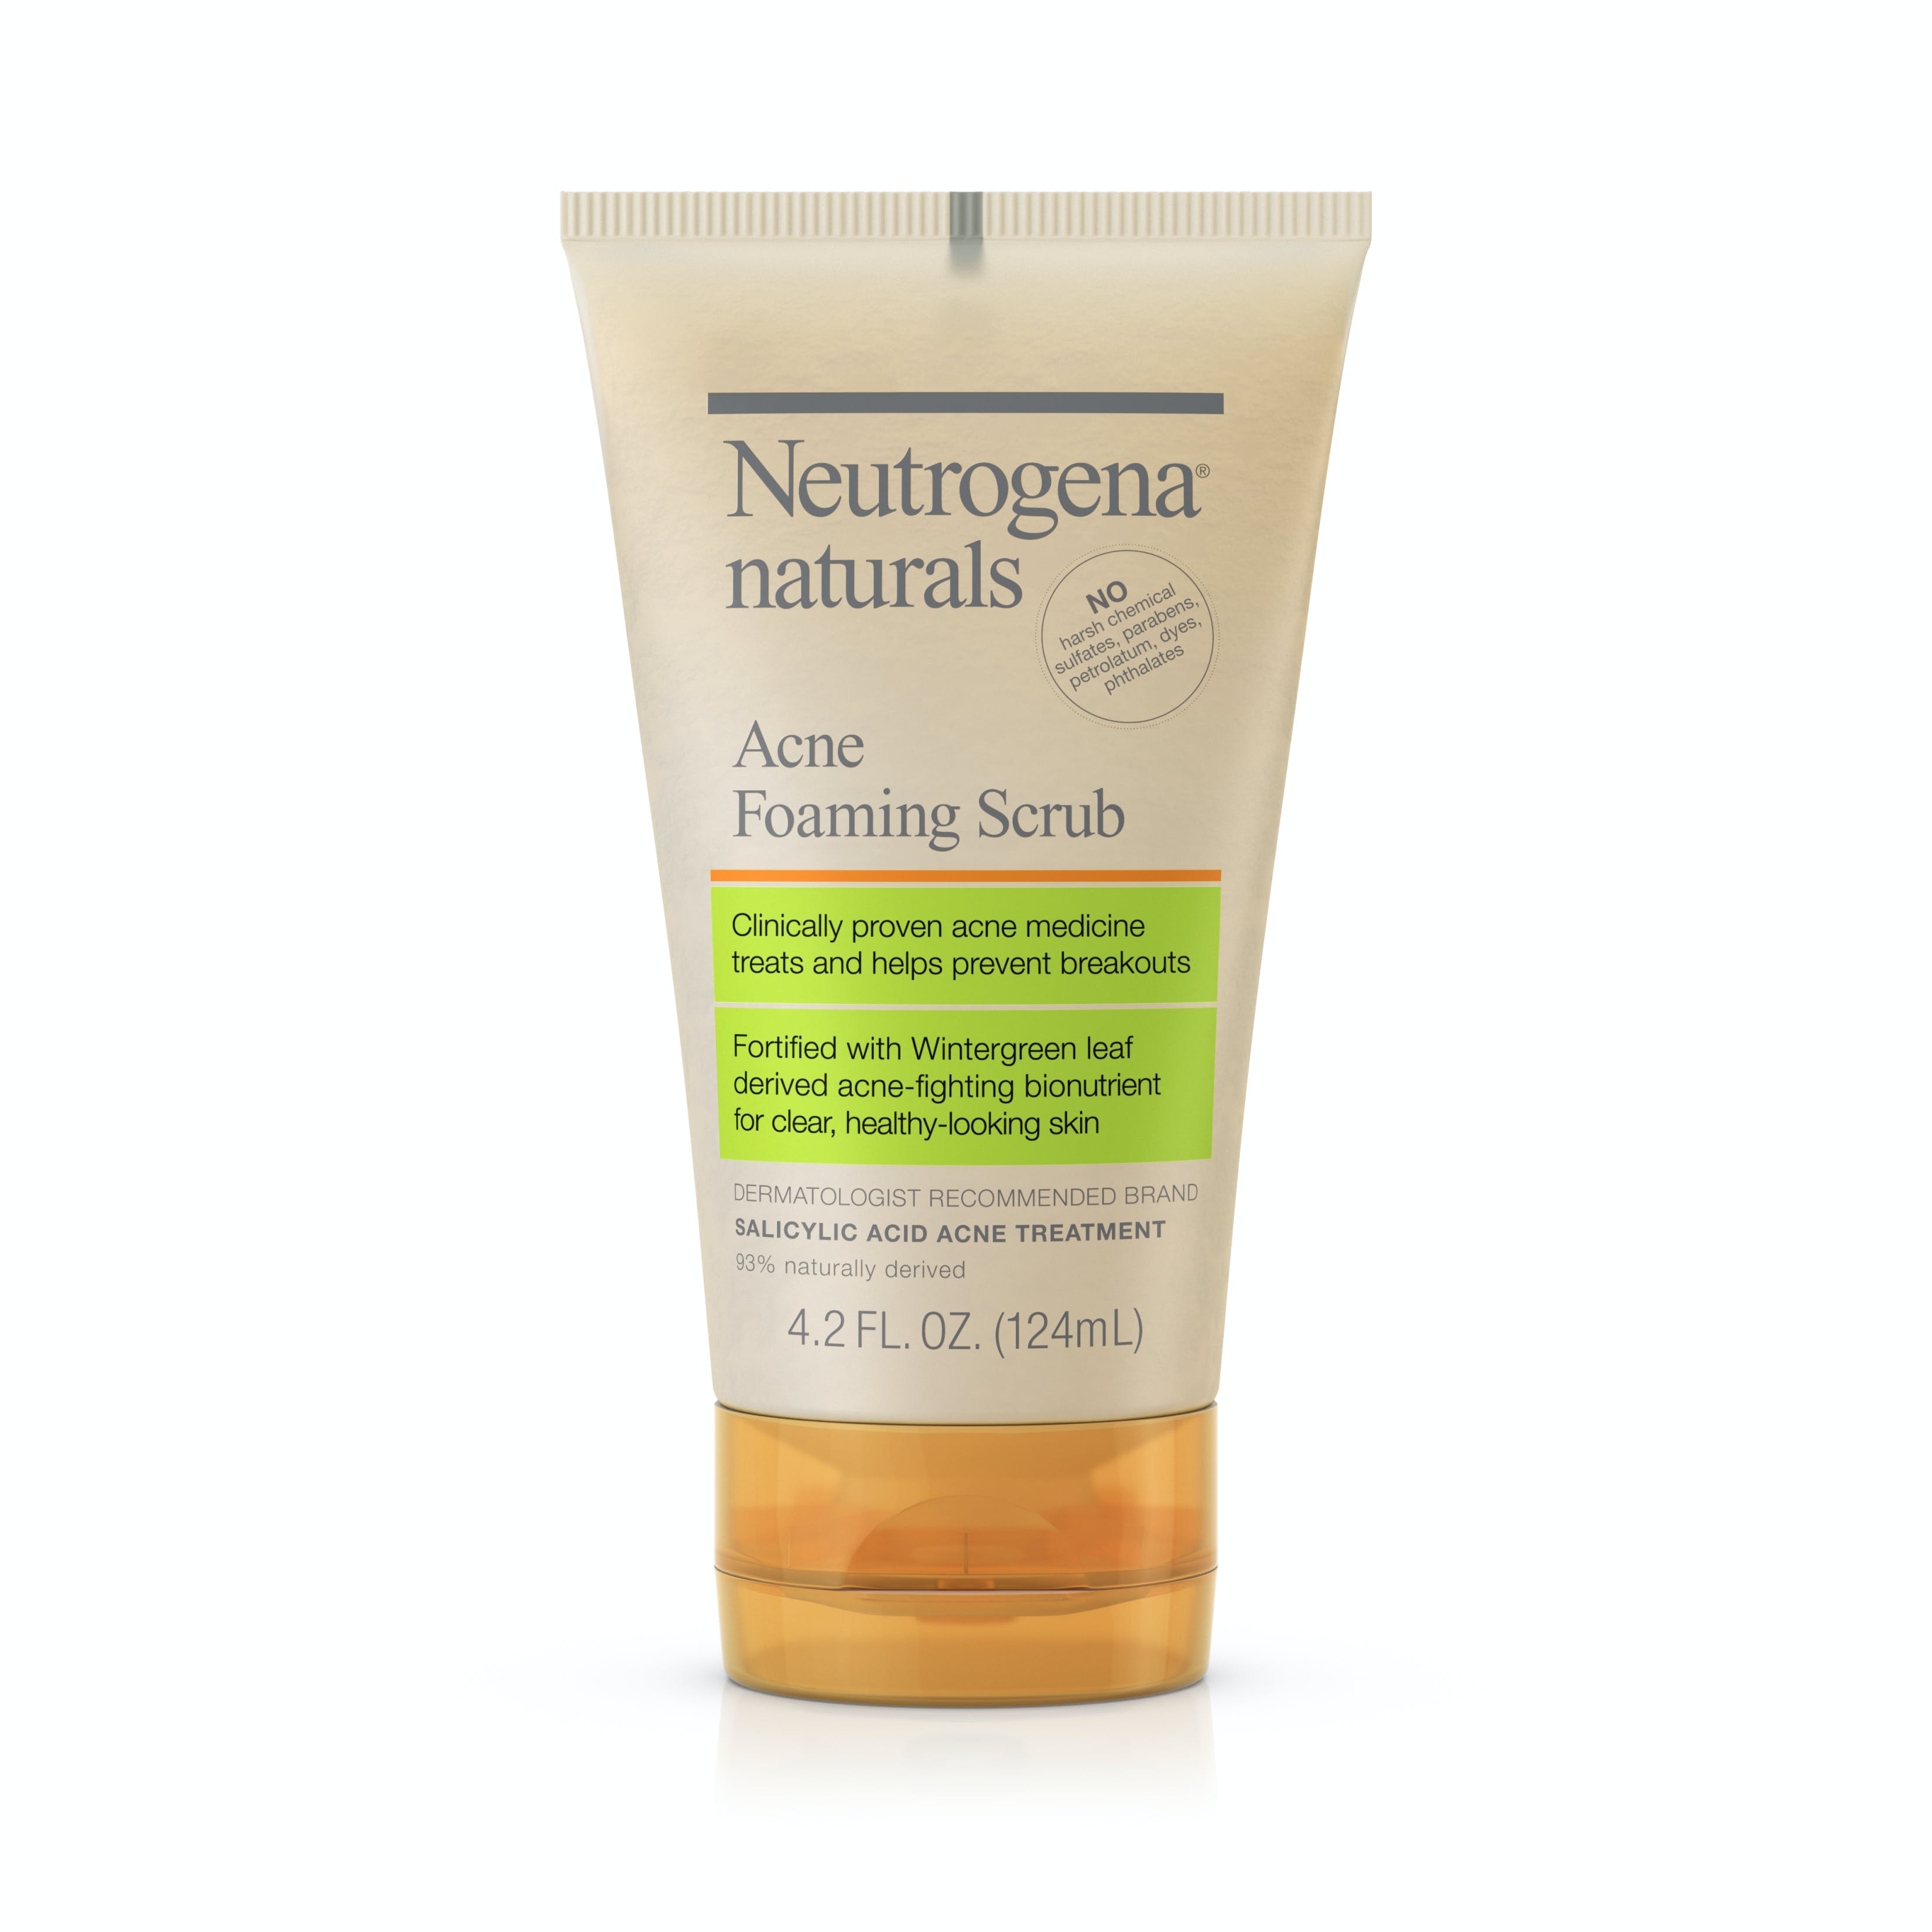 Neutrogena®
naturals
NO
harsh chemical
sulfates, parabens,
petrolatum, dyes,
phthalates
Acne
Foaming Scrub
Clinically proven acne medicine
treats and helps prevent breakouts
Fortified with Wintergreen leaf
derived acne-fighting bionutrient
for clear, healthy-looking skin
DERMATOLOGIST RECOMMENDED BRAND
SALICYLIC ACID ACNE TREATMENT
93% naturally derived
4.2 FL. OZ. (124mL)